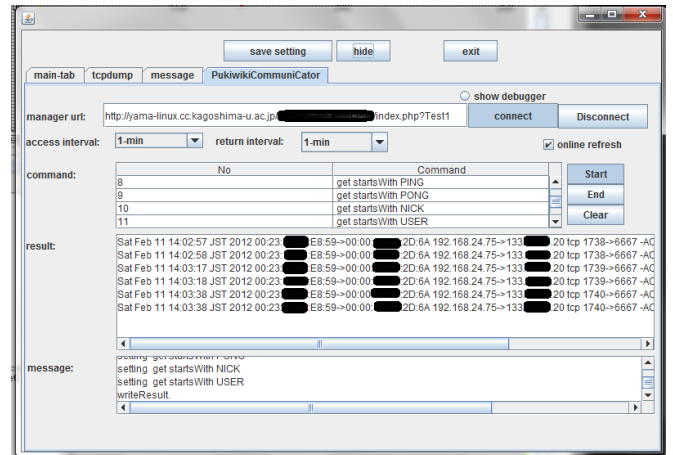 save setting hide exit
main-tab tcpdump message PukiwikiCommuniCator
show debugger
manager url: http://yama-linux.cc.kagoshima-u.ac.jp/ /index.php?Test1 connect Disconnect
access interval: 1-min return interval: 1-min online refresh
command: No Command Start
8 get startsWith PING
9 get startsWith PONG End
10 get startsWith NICK
11 get startsWith USER Clear
result:
Sat Feb 11 14:02:57 JST 2012 00:23: :E8:59->00:00: :2D:6A 192.168.24.75->133. .20 tcp 1738->6667 -AC
Sat Feb 11 14:02:58 JST 2012 00:23: :E8:59->00:00: :2D:6A 192.168.24.75->133. .20 tcp 1738->6667 -AC
Sat Feb 11 14:03:17 JST 2012 00:23: :E8:59->00:00: :2D:6A 192.168.24.75->133. .20 tcp 1739->6667 -AC
Sat Feb 11 14:03:18 JST 2012 00:23: :E8:59->00:00: :2D:6A 192.168.24.75->133. .20 tcp 1739->6667 -AC
Sat Feb 11 14:03:38 JST 2012 00:23: :E8:59->00:00 :2D:6A 192.168.24.75->133. .20 tcp 1740->6667 -AC
Sat Feb 11 14:03:38 JST 2012 00:23: :E8:59->00:00: :2D:6A 192.168.24.75->133. .20 tcp 1740->6667 -AC
message:
setting get startsWith PONG
setting get startsWith NICK
setting get startsWith USER
writeResult.